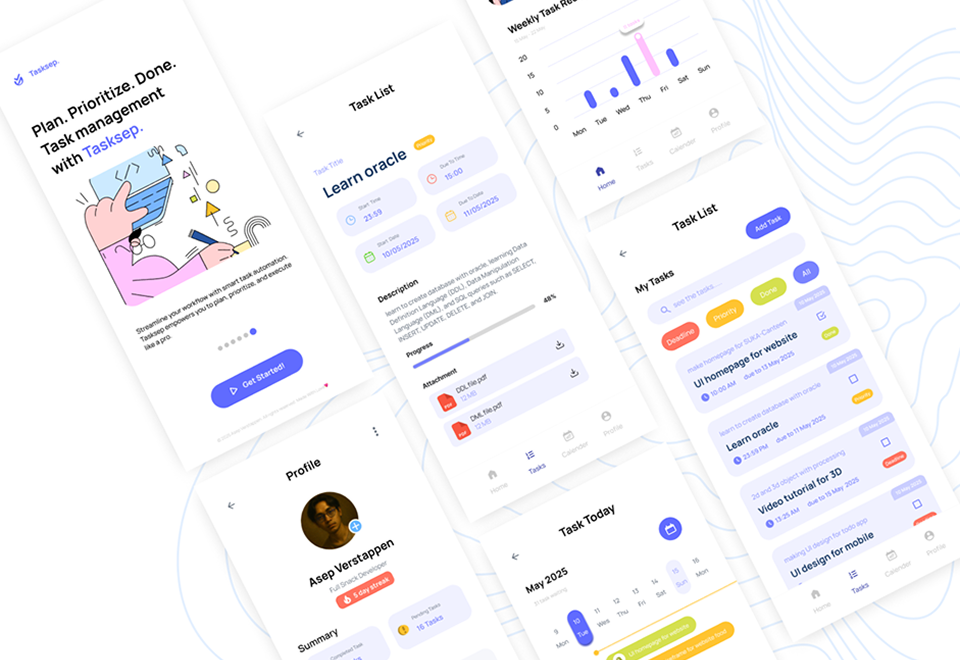 Tasksep.
Plan. Prioritize. Done.
Task management
with Tasksep.
Streamline your workflow with smart task automation.
Tasksep empowers you to plan, prioritize, and execute
like a pro.
Get Started!
Task List
Task Title
Learn oracle
Priority
Start Time
23:59
Due To Time
15:00
Start Date
10/05/2025
Due To Date
11/05/2025
Description
learn to create database with oracle, learning Data
Definition Language (DDL), Data Manipulation
Language (DML), and SQL queries such as SELECT,
INSERT, UPDATE, DELETE, and JOIN.
Progress
48%
Attachment
PDF
DDL file.pdf
12 MB
PDF
DML file.pdf
12 MB
Home
Tasks
Calender
Profile
Weekly Task
20
15
10
5
0
Mon
Tue
Wed
Thu
Fri
Sat
Sun
Home
Tasks
Calender
Profile
Task List
Add Task
My Tasks
see the tasks....
Deadline
Priority
Done
All
make homepage for SUKA-Canteen
UI homepage for website
10:00 AM
due to 13 May 2025
Done
learn to create database with oracle
Learn oracle
23:59 PM
due to 11 May 2025
Priority
2d and 3d object with processing
Video tutorial for 3D
13:25 AM
due to 15 May 2025
Deadline
making UI design for todo app
UI design for mobile
Home
Tasks
Calender
Profile
Profile
Asep Verstappen
Full Snack Developer
5 day streak
Summary
Completed Task
Pending Tasks
16 Tasks
Task Today
May 2025
9
10
11
12
13
14
15
16
Mon
Tue
Wed
Thu
Fri
Sat
Sun
Mon
UI homepage for website